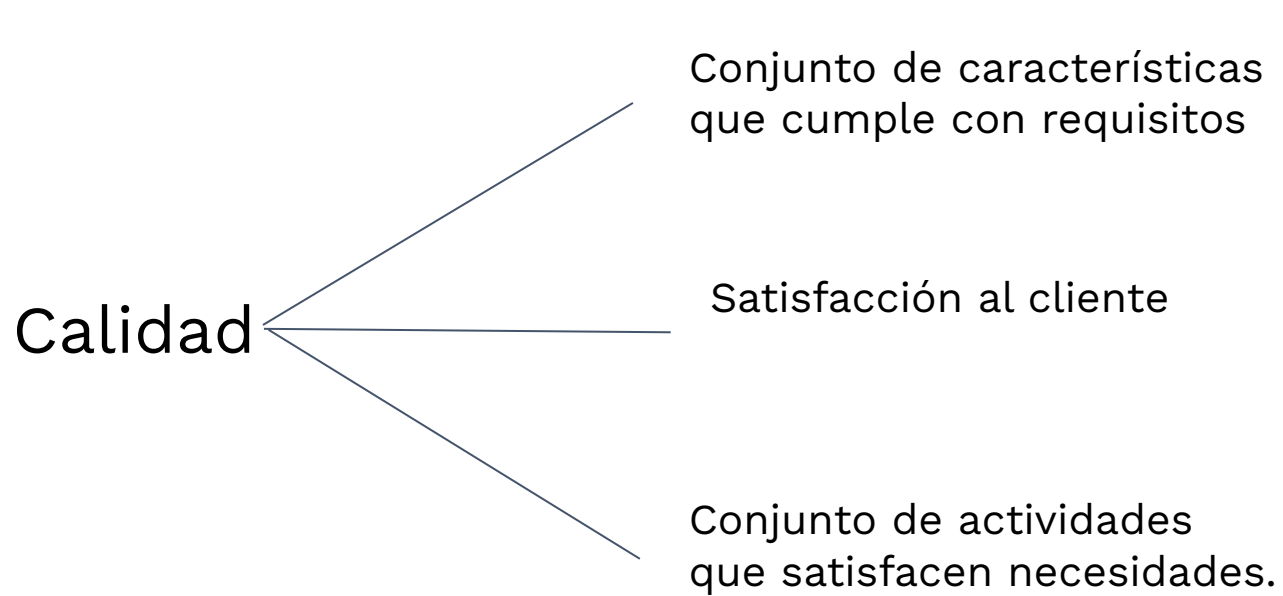 Conjunto de características
que cumple con requisitos
Calidad
Satisfacción al cliente
Conjunto de actividades
que satisfacen necesidades.